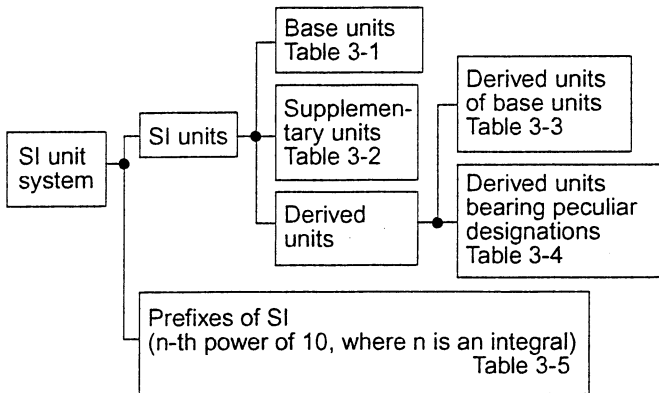 SI unit
system
SI units
Base units
Table 3-1
Supplemen-
tary units
Table 3-2
Derived
units
Derived units
of base units
Table 3-3
Derived units
bearing peculiar
designations
Table 3-4
Prefixes of SI
(n-th power of 10, where n is an integral)
Table 3-5